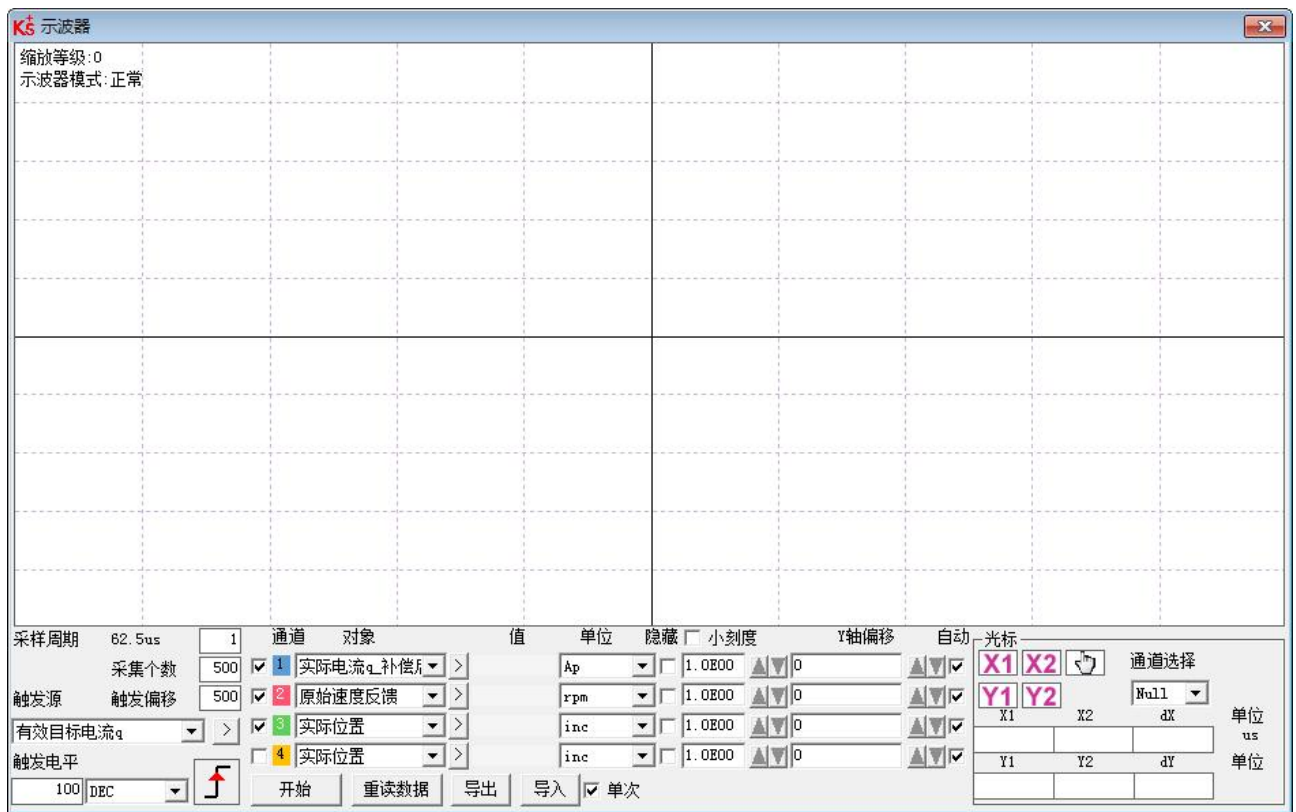 Ks+ 示波器
缩放等级:0
示波器模式:正常
采样周期 62.5us 1 通道 对象 值 单位 隐藏 小刻度 Y轴偏移 自动 光标
采集个数 500 1 实际电流q_补偿 > Ap 1.0E00 0 X1 X2 通道选择
触发源 触发偏移 500 2 原始速度反馈 > rpm 1.0E00 0 Y1 Y2 Null
X1 X2 dX 单位
有效目标电流q > 3 实际位置 > inc 1.0E00 0 us
触发电平 4 实际位置 > inc 1.0E00 0 Y1 Y2 dY 单位
100 DEC 开始 重读数据 导出 导入 单次